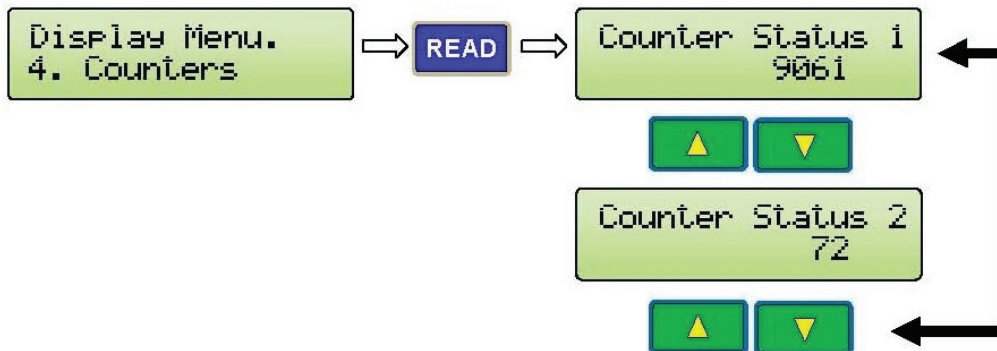 Display Menu.
4. Counters
READ
Counter Status 1
9061
Counter Status 2
72